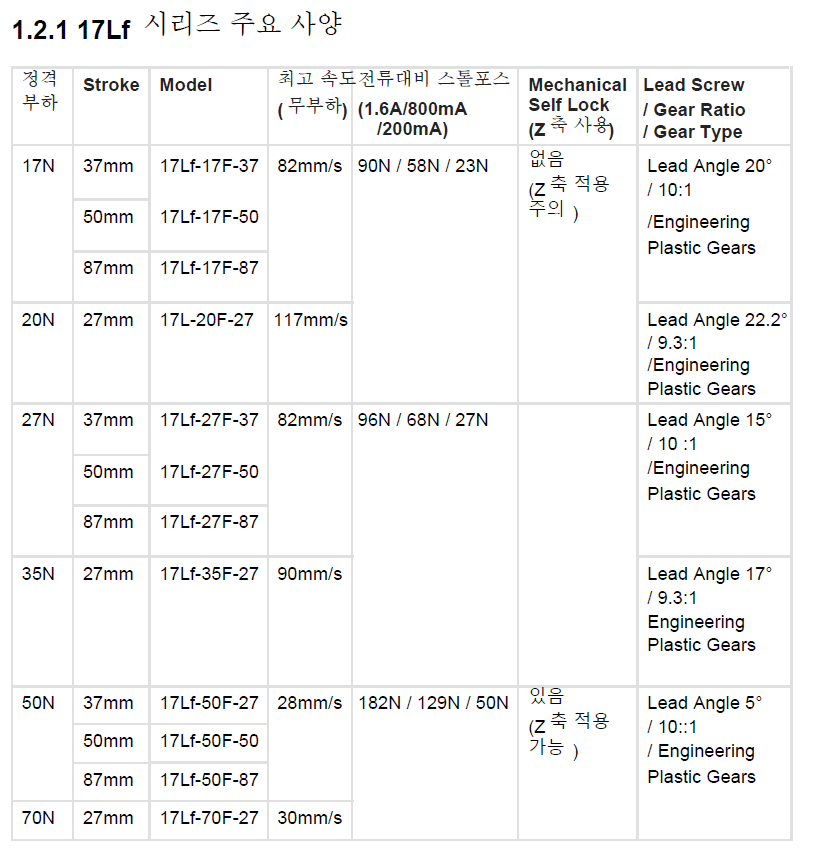 1.2.1 17Lf 시리즈 주요 사양
정격 부하 | Stroke | Model | 최고 속도 ( 무부하) | 전류대비 스톨포스 (1.6A/800mA /200mA) | Mechanical Self Lock (Z 축 사용) | Lead Screw / Gear Ratio / Gear Type
17N | 37mm | 17Lf-17F-37 | 82mm/s | 90N / 58N / 23N | 없음 (Z 축 적용 주의 ) | Lead Angle 20° / 10:1 /Engineering Plastic Gears
50mm | 17Lf-17F-50
87mm | 17Lf-17F-87
20N | 27mm | 17L-20F-27 | 117mm/s | Lead Angle 22.2° / 9.3:1 /Engineering Plastic Gears
27N | 37mm | 17Lf-27F-37 | 82mm/s | 96N / 68N / 27N | Lead Angle 15° / 10 :1 /Engineering Plastic Gears
50mm | 17Lf-27F-50
87mm | 17Lf-27F-87
35N | 27mm | 17Lf-35F-27 | 90mm/s | Lead Angle 17° / 9.3:1 Engineering Plastic Gears
50N | 37mm | 17Lf-50F-27 | 28mm/s | 182N / 129N / 50N | 있음 (Z 축 적용 가능 ) | Lead Angle 5° / 10::1 / Engineering Plastic Gears
50mm | 17Lf-50F-50
87mm | 17Lf-50F-87
70N | 27mm | 17Lf-70F-27 | 30mm/s